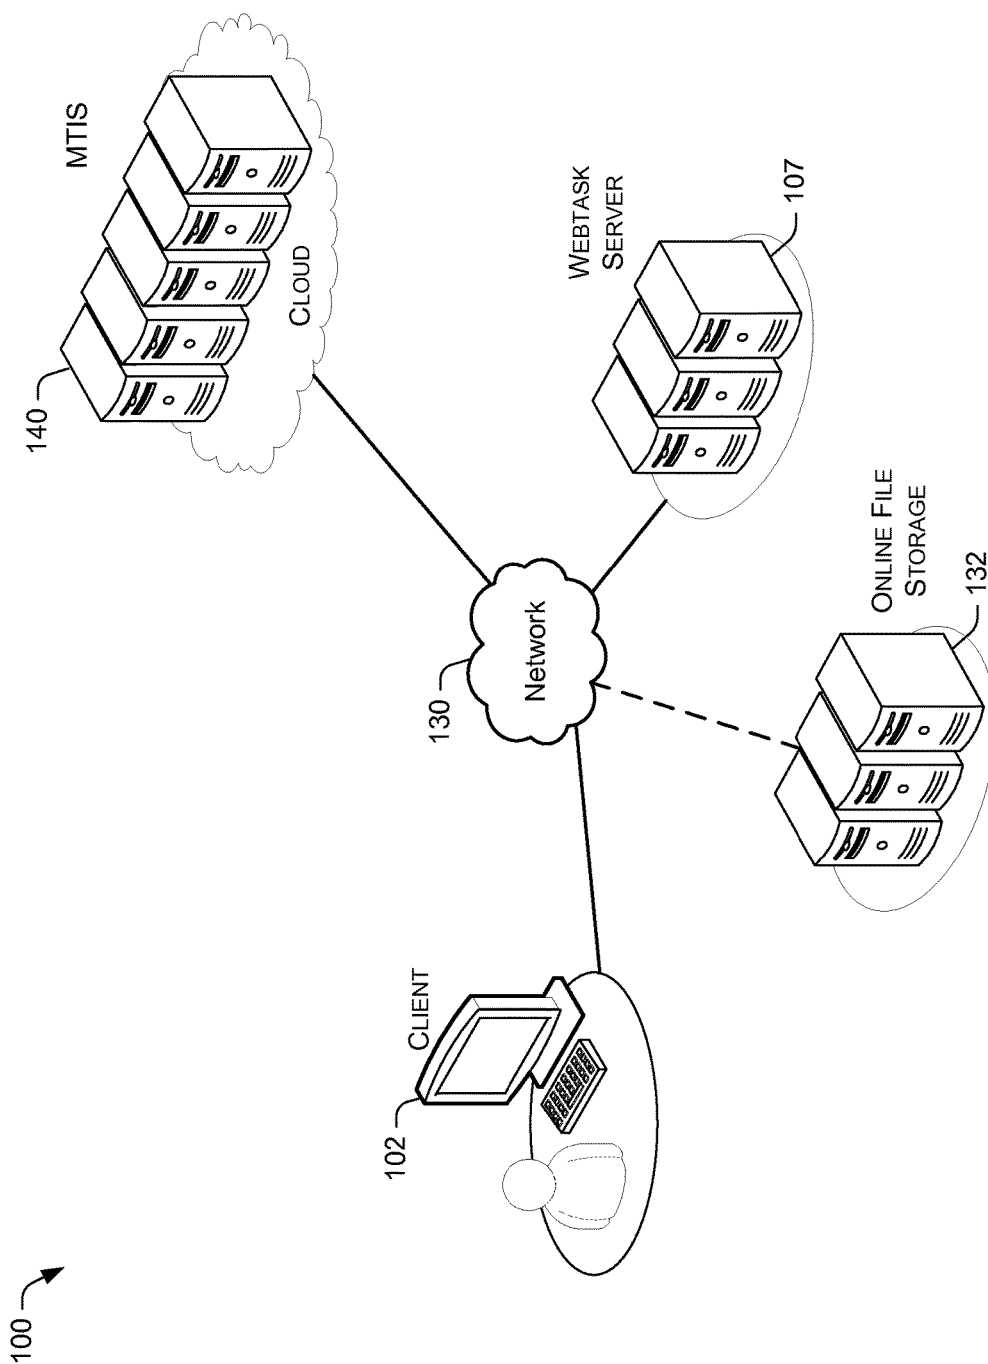 100
102
CLIENT
130
Network
140
MTIS
CLOUD
WEBTASK
SERVER
107
ONLINE FILE
STORAGE
132